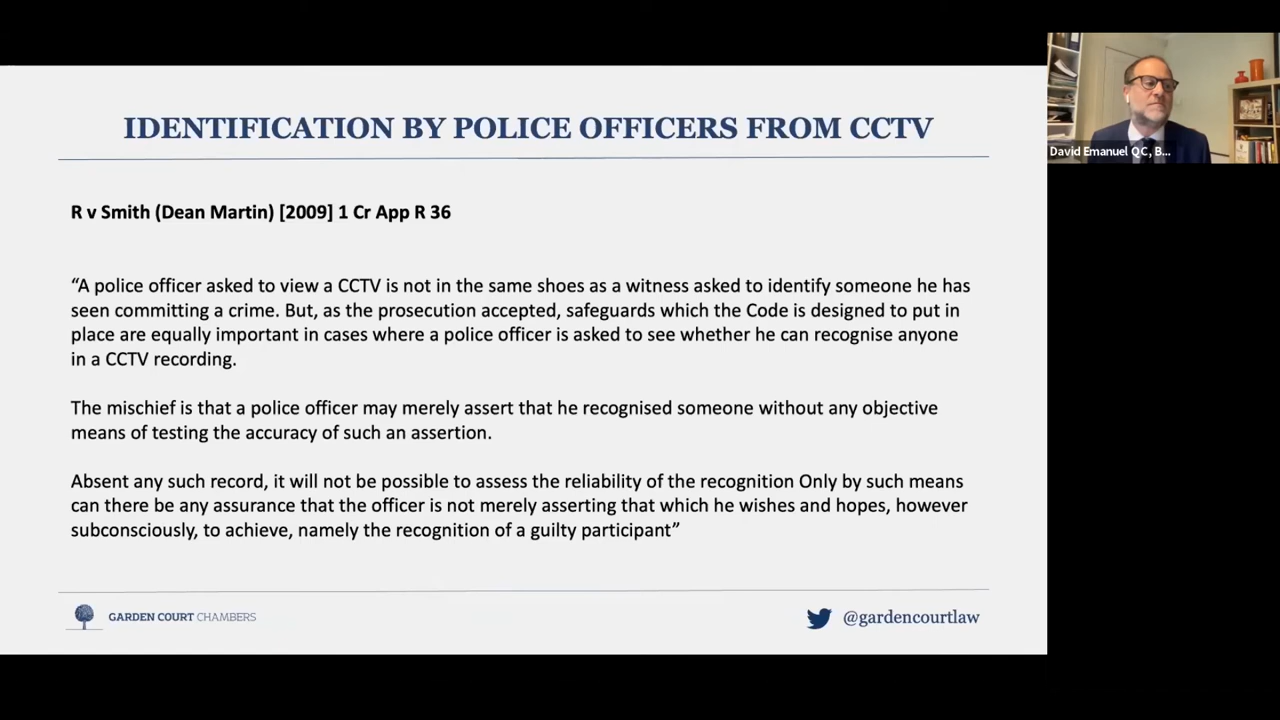 IDENTIFICATION BY POLICE OFFICERS FROM CCTV
David Emanuel QC, B...
R v Smith (Dean Martin) [2009] 1 Cr App R 36
“A police officer asked to view a CCTV is not in the same shoes as a witness asked to identify someone he has
seen committing a crime. But, as the prosecution accepted, safeguards which the Code is designed to put in
place are equally important in cases where a police officer is asked to see whether he can recognise anyone
in a CCTV recording.
The mischief is that a police officer may merely assert that he recognised someone without any objective
means of testing the accuracy of such an assertion.
Absent any such record, it will not be possible to assess the reliability of the recognition Only by such means
can there be any assurance that the officer is not merely asserting that which he wishes and hopes, however
subconsciously, to achieve, namely the recognition of a guilty participant”
GARDEN COURT CHAMBERS
@gardencourtlaw